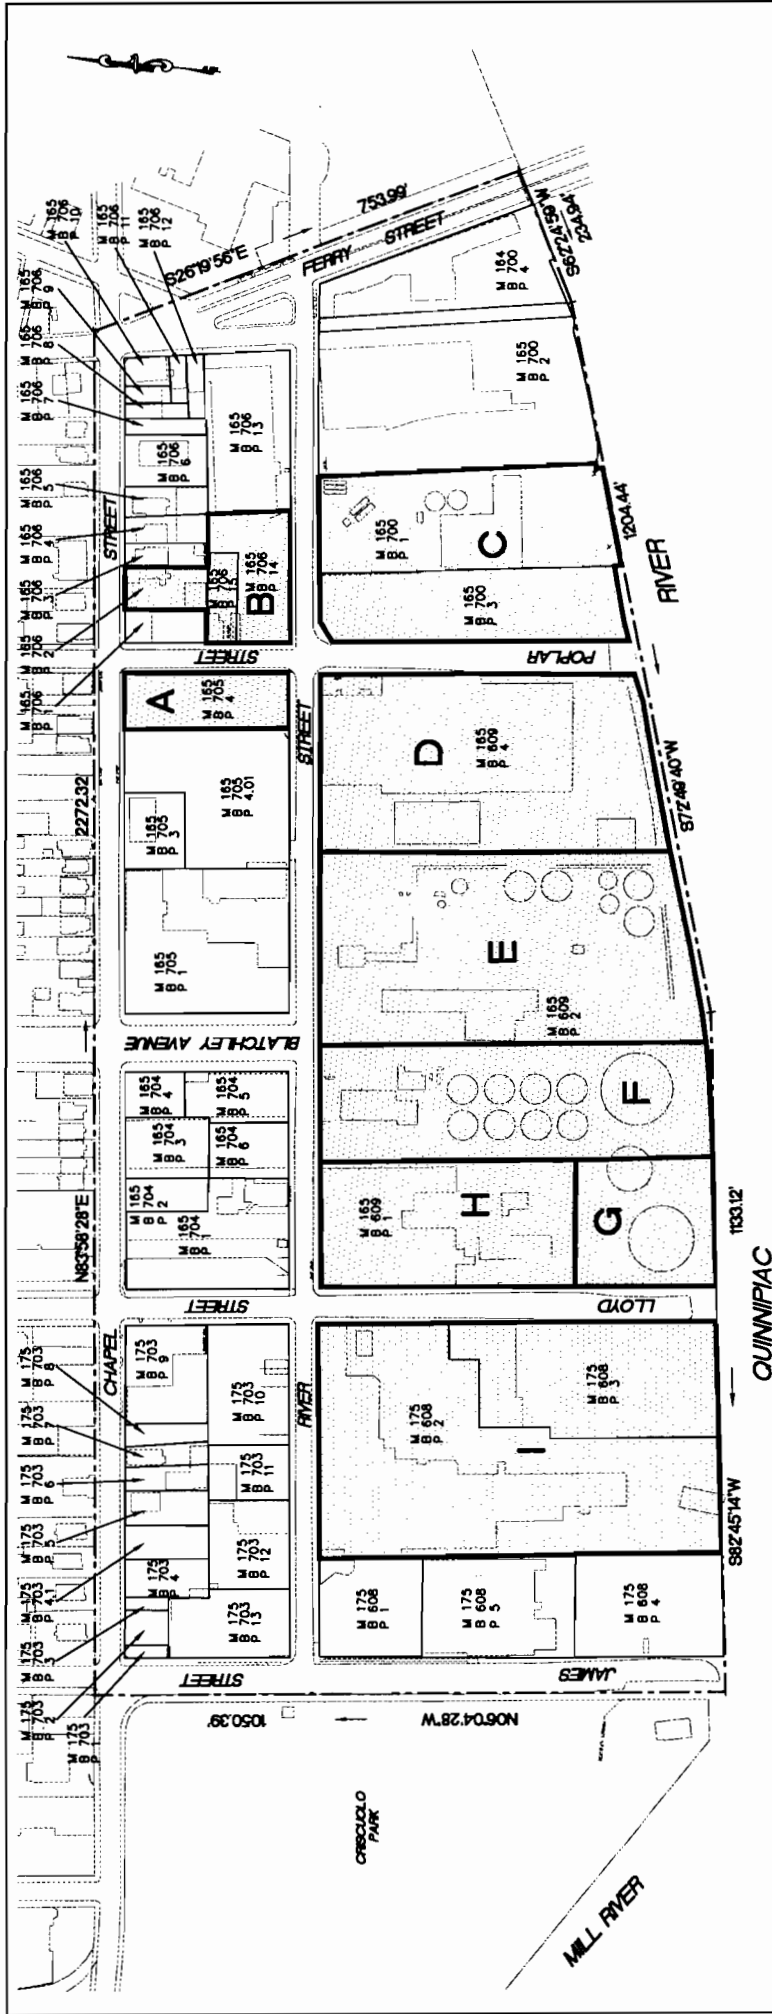 M 165
B 706
P 10
M 165
B 706
P 11
M 165
B 706
P 12
M 165
B 706
P 9
M 165
B 706
P 8
M 165
B 706
P 7
M 165
B 706
P 5
M 165
B 706
P 4
M 165
B 706
P 3
M 165
B 706
P 2
M 165
B 706
P 1
M 165
B 706
P 6
M 165
B 706
P 13
M 165
B 706
P 15
M 165
B 706
P 14
B
S26°19'56"E
753.99'
FERRY STREET
S62°24'59"W
234.94'
M 164
B 700
P 4
M 165
B 700
P 2
M 165
B 700
P 1
C
M 165
B 700
P 3
1204.44'
RIVER
STREET
STREET
POPLAR
A
M 165
B 705
P 4
STREET
M 165
B 705
P 4.01
M 165
B 705
P 3
M 165
B 705
P 1
2272.32
D
M 165
B 609
P 4
S72°49'40"W
E
M 165
B 609
P 2
BLATCHLEY AVENUE
M 165
B 704
P 4
M 165
B 704
P 5
M 165
B 704
P 3
M 165
B 704
P 6
M 165
B 704
P 2
M 165
B 704
P 1
F
M 165
B 609
P 1
H
G
N83°58'28"E
1133.12'
QUINNIPIAC
STREET
LLOYD
CHAPEL
RIVER
M 175
B 703
P 8
M 175
B 703
P 7
M 175
B 703
P 6
M 175
B 703
P 5
M 175
B 703
P 4.1
M 175
B 703
P 3
M 175
B 703
P 2
M 175
B 703
P 1
M 175
B 703
P 9
M 175
B 703
P 10
M 175
B 703
P 11
M 175
B 703
P 12
M 175
B 703
P 4
M 175
B 703
P 13
M 175
B 608
P 2
M 175
B 608
P 3
I
M 175
B 608
P 1
M 175
B 608
P 5
M 175
B 608
P 4
S82°45'14"W
STREET
JAMES
1050.39'
N06°04'28"W
CRISCUOLO
PARK
MILL RIVER